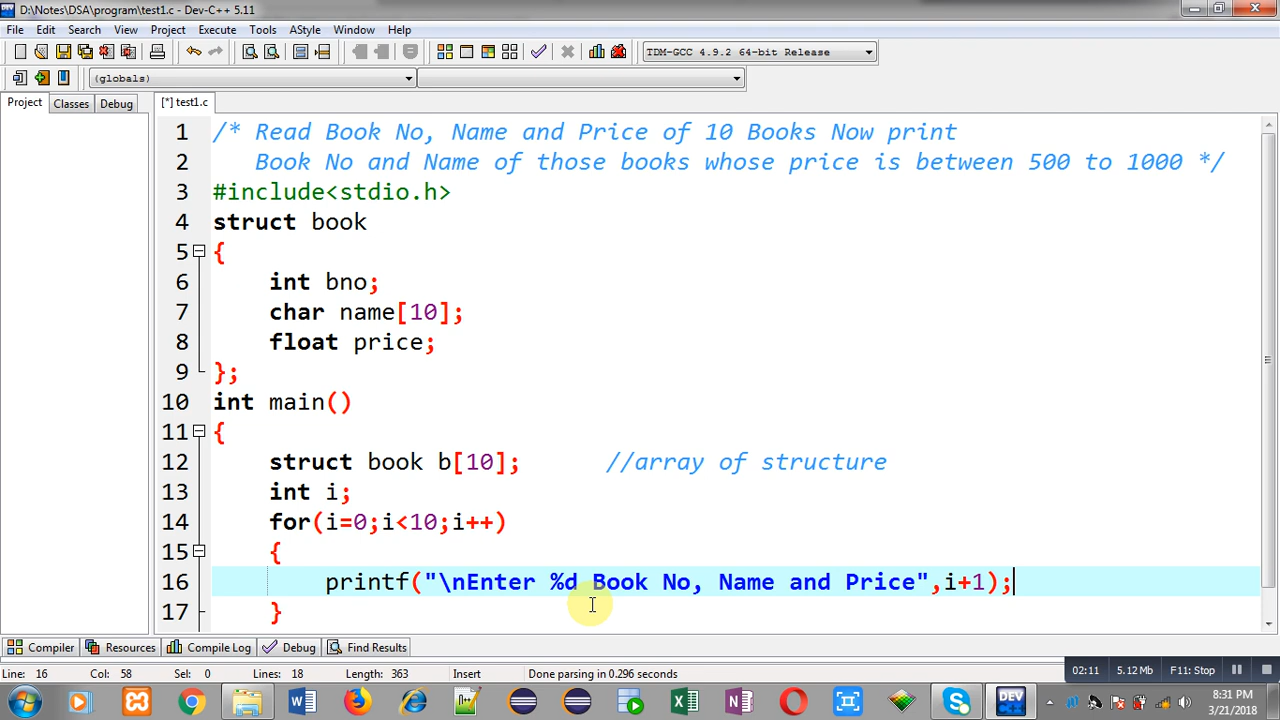 D:\Notes\DSA\program\test1.c - Dev-C++ 5.11
File Edit Search View Project Execute Tools AStyle Window Help
TDM-GCC 4.9.2 64-bit Release
(globals)
Project Classes Debug [*] test1.c
1 /* Read Book No, Name and Price of 10 Books Now print
2 Book No and Name of those books whose price is between 500 to 1000 */
3 #include<stdio.h>
4 struct book
5 {
6 int bno;
7 char name[10];
8 float price;
9 };
10 int main()
11 {
12 struct book b[10]; //array of structure
13 int i;
14 for(i=0;i<10;i++)
15 {
16 printf("\nEnter %d Book No, Name and Price",i+1);
17 }
Compiler Resources Compile Log Debug Find Results
Line: 16 Col: 58 Sel: 0 Lines: 18 Length: 363 Insert Done parsing in 0.296 seconds
02:11 5.12 Mb F11: Stop
DEV
8:31 PM
3/21/2018